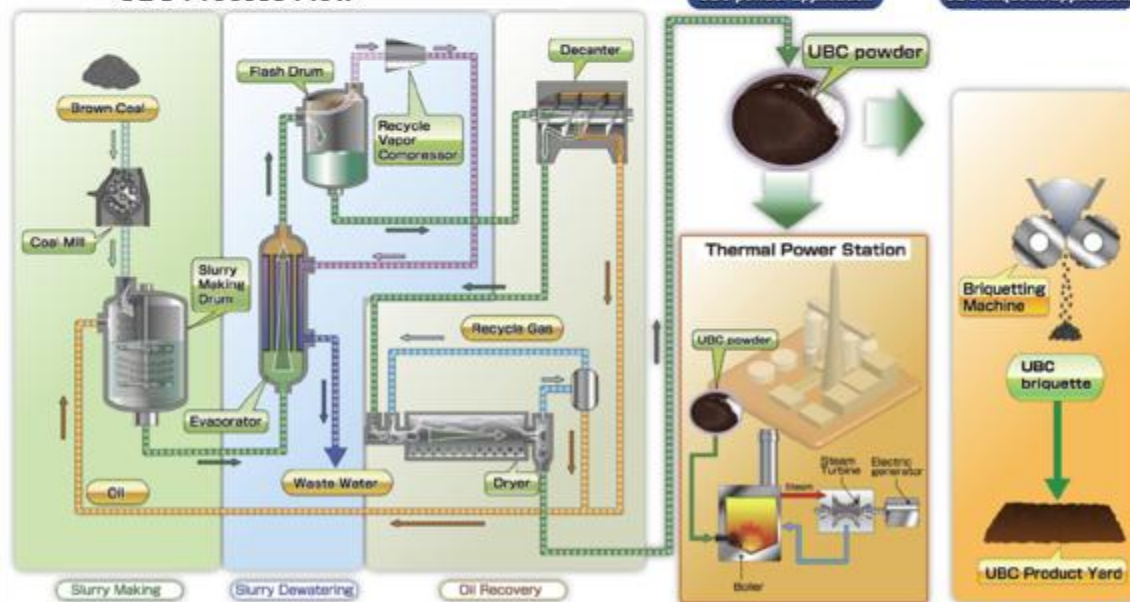 Brown Coal
Coal Mill
Slurry
Making
Drum
Oil
Slurry Making
Flash Drum
Recycle
Vapor
Compressor
Evaporator
Waste Water
Slurry Dewatering
Decanter
Recycle Gas
Dryer
Oil Recovery
UBC powder
Thermal Power Station
UBC powder
Steam
Steam
Turbine
Electric
generator
Boiler
Briquetting
Machine
UBC
briquette
UBC Product Yard